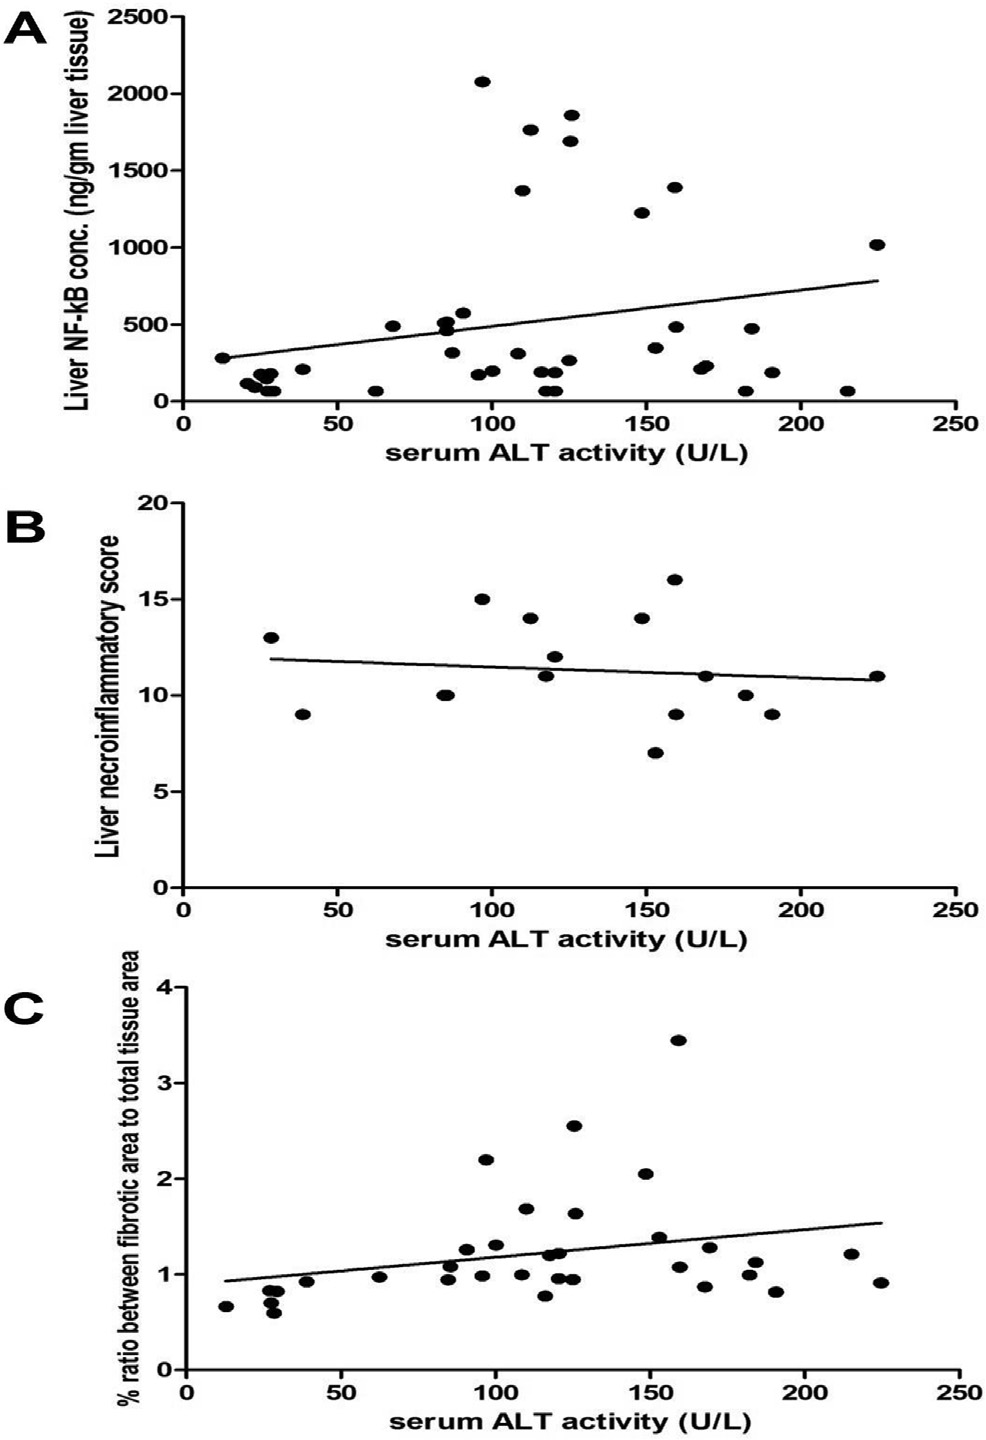 A
Liver NF-kB conc. (ng/gm liver tissue)
2500
2000
1500
1000
500
0
0 50 100 150 200 250
serum ALT activity (U/L)
B
Liver necroinflammatory score
20
15
10
5
0
0 50 100 150 200 250
serum ALT activity (U/L)
C
% ratio between fibrotic area to total tissue area
4
3
2
1
0
0 50 100 150 200 250
serum ALT activity (U/L)